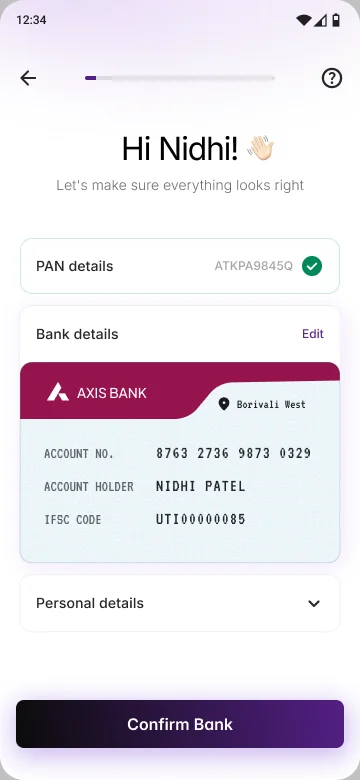 12:34
Hi Nidhi! 👋🏻
Let's make sure everything looks right
PAN details ATKPA9845Q
Bank details Edit
AXIS BANK
Borivali West
ACCOUNT NO. 8763 2736 9873 0329
ACCOUNT HOLDER NIDHI PATEL
IFSC CODE UTI00000085
Personal details
Confirm Bank